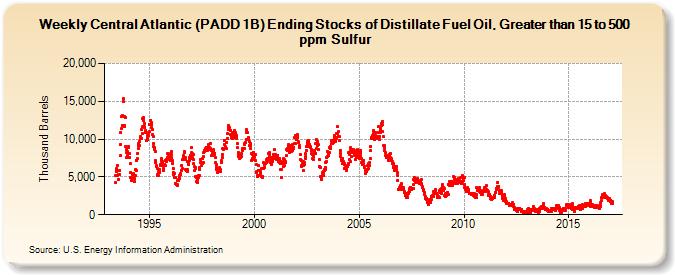 Weekly Central Atlantic (PADD 1B) Ending Stocks of Distillate Fuel Oil, Greater than 15 to 500
ppm Sulfur
Thousand Barrels
20,000
15,000
10,000
5,000
0
1995
2000
2005
2010
2015
Source: U.S. Energy Information Administration